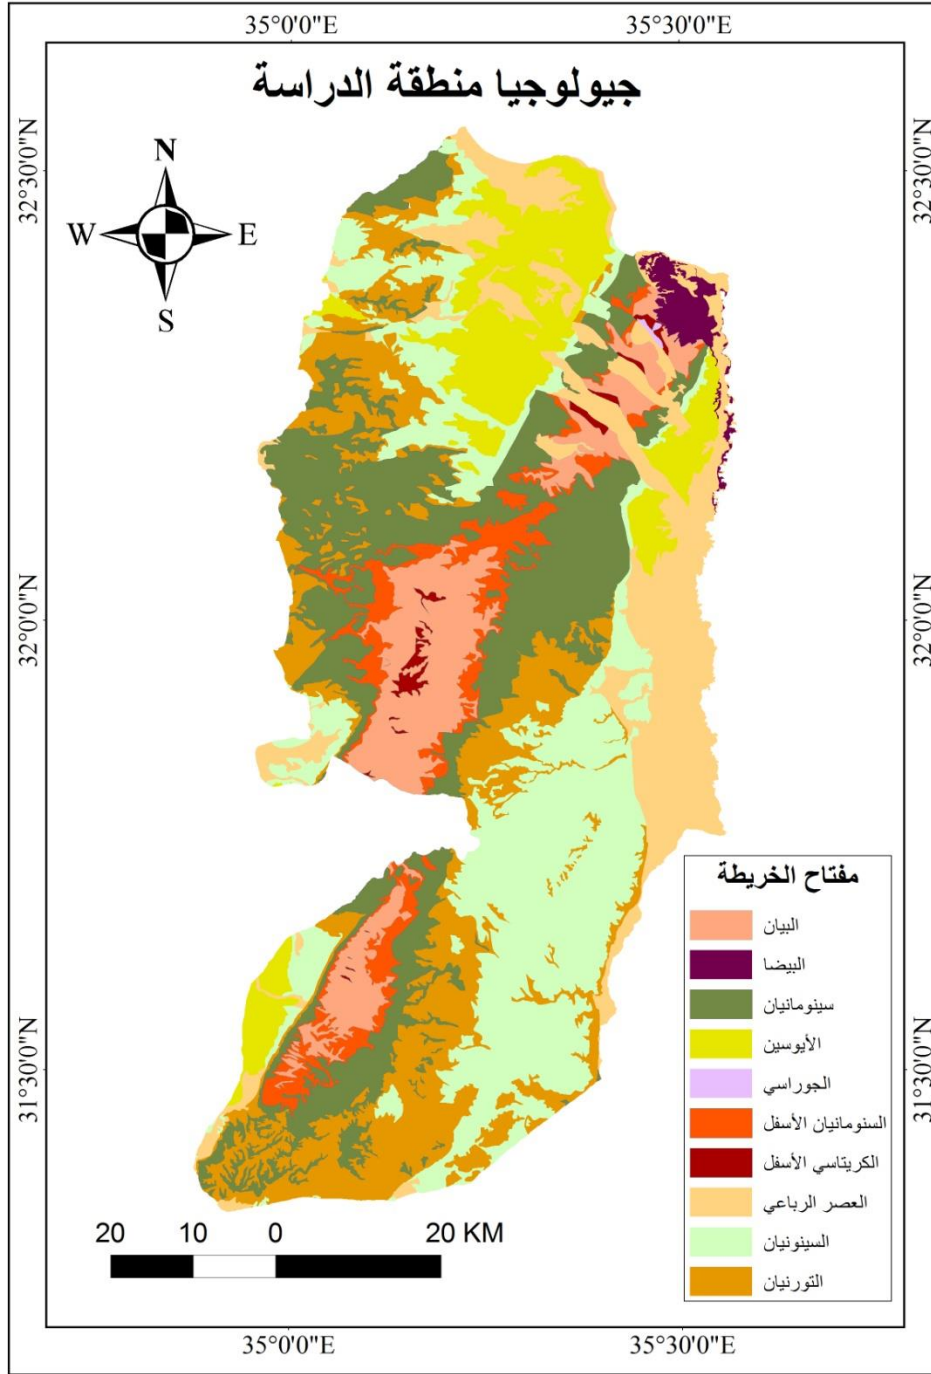 35°0'0"E
35°30'0"E
جيولوجيا منطقة الدراسة
32°30'0"N
32°30'0"N
N
W
E
S
32°0'0"N
32°0'0"N
31°30'0"N
31°30'0"N
مفتاح الخريطة
البيان
البيضا
سينومانيان
الأيوسين
الجوراسي
السنومانيان الأسفل
الكريتاسي الأسفل
العصر الرباعي
السينونيان
التورنيان
20 10 0 20 KM
35°0'0"E
35°30'0"E